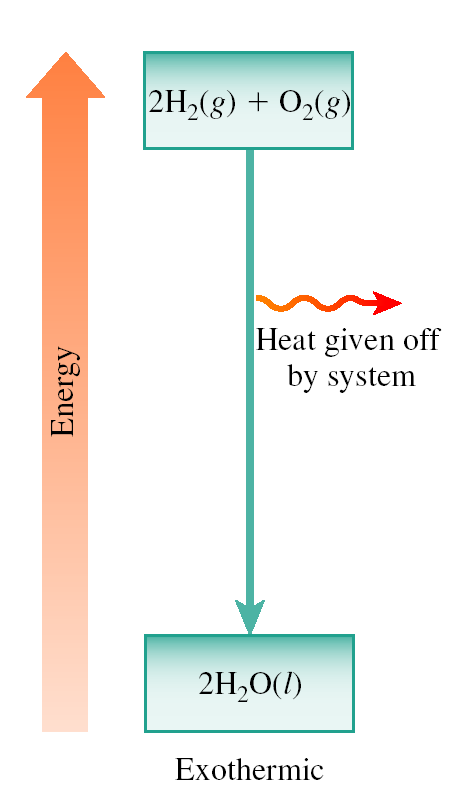 2H₂(g) + O₂(g)
Heat given off
by system
Energy
2H₂O(l)
Exothermic